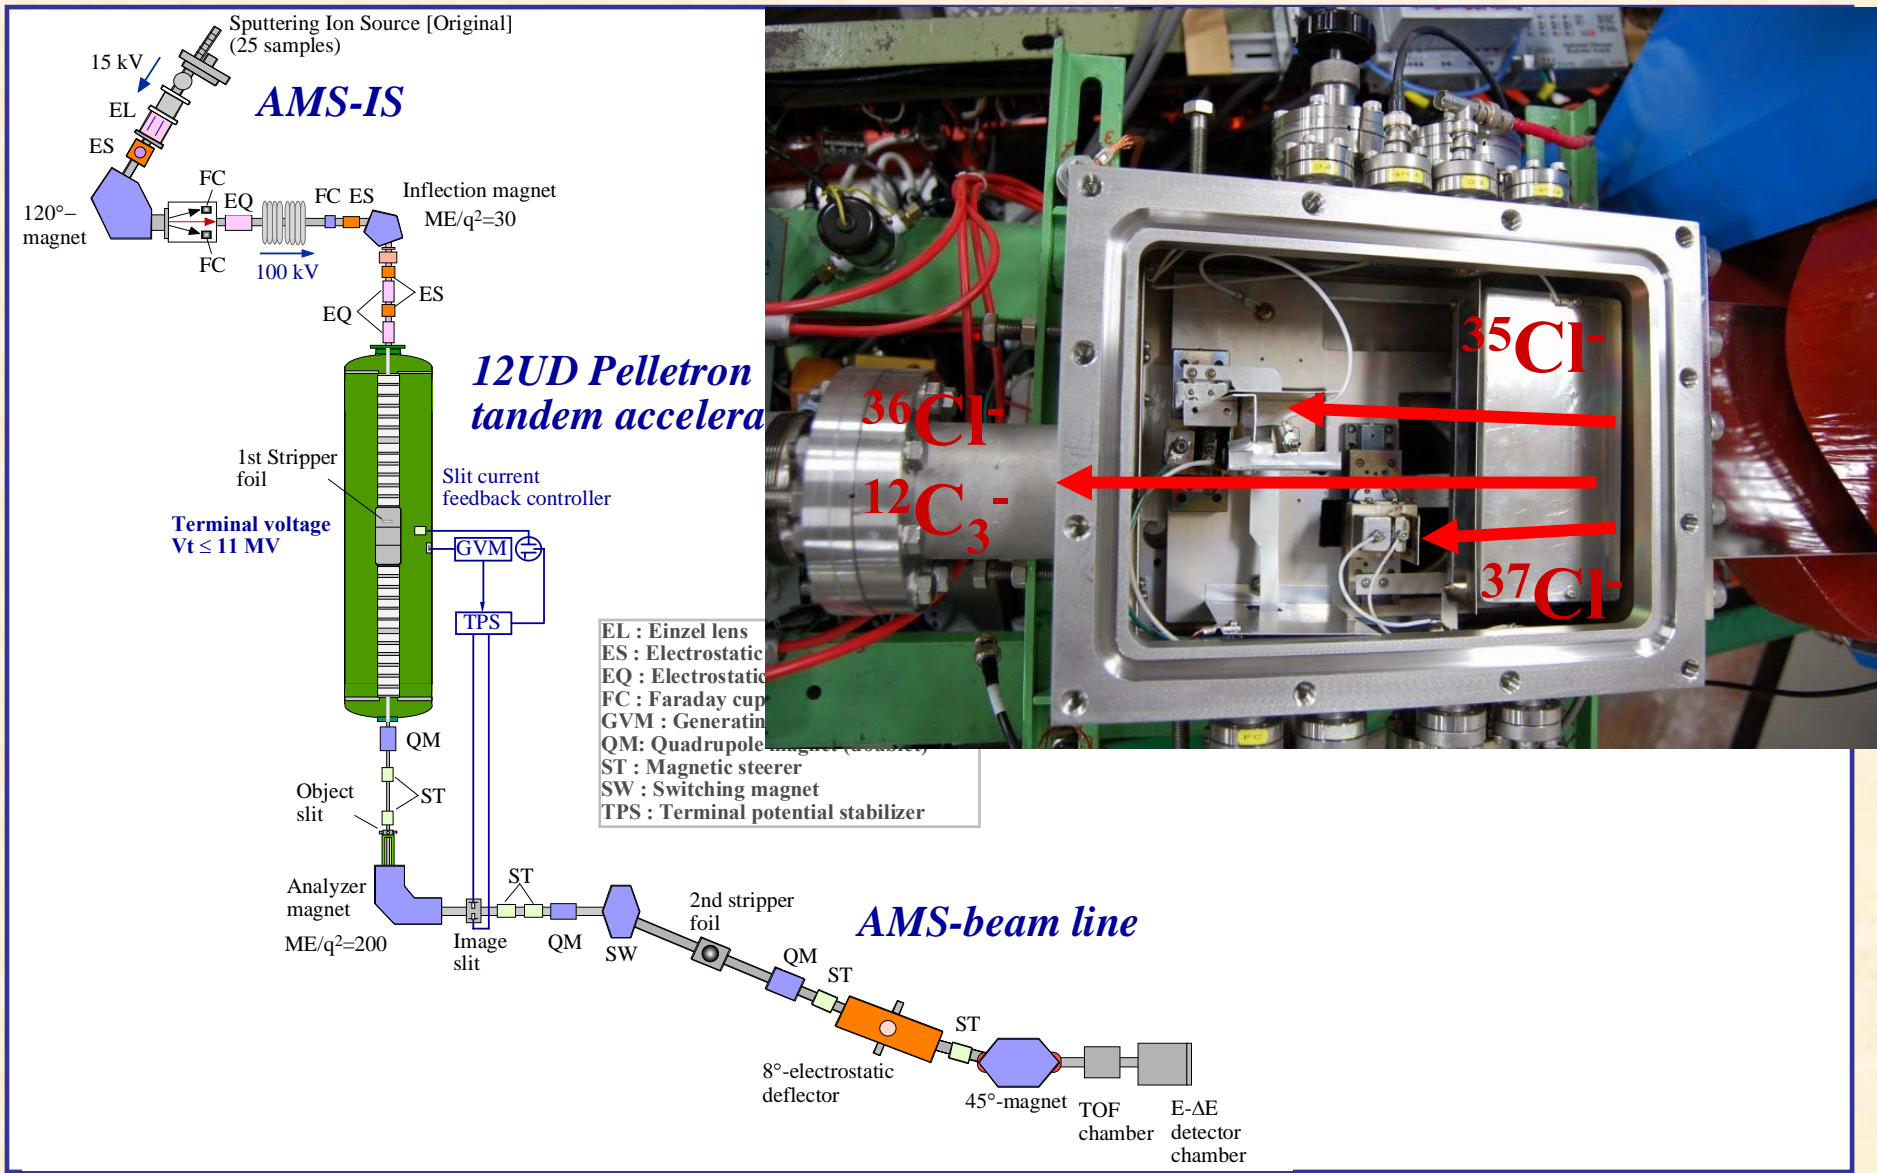 Sputtering Ion Source [Original]
(25 samples)
15 kV
AMS-IS
EL
ES
FC
EQ
FC ES
Inflection magnet
ME/q²=30
120°–
magnet
FC
100 kV
ES
EQ
12UD Pelletron
tandem accelera
1st Stripper
foil
Slit current
feedback controller
Terminal voltage
Vt ≤ 11 MV
GVM
TPS
EL : Einzel lens
ES : Electrostatic
EQ : Electrostatic
FC : Faraday cup
GVM : Generatin
QM: Quadrupole magnet (doublet)
ST : Magnetic steerer
SW : Switching magnet
TPS : Terminal potential stabilizer
35Cl-
36Cl-
12C3-
37Cl-
QM
Object
slit
ST
Analyzer
magnet
ME/q²=200
Image
slit
ST
QM
SW
2nd stripper
foil
AMS-beam line
QM
ST
8°-electrostatic
deflector
ST
45°-magnet
TOF
chamber
E-ΔE
detector
chamber